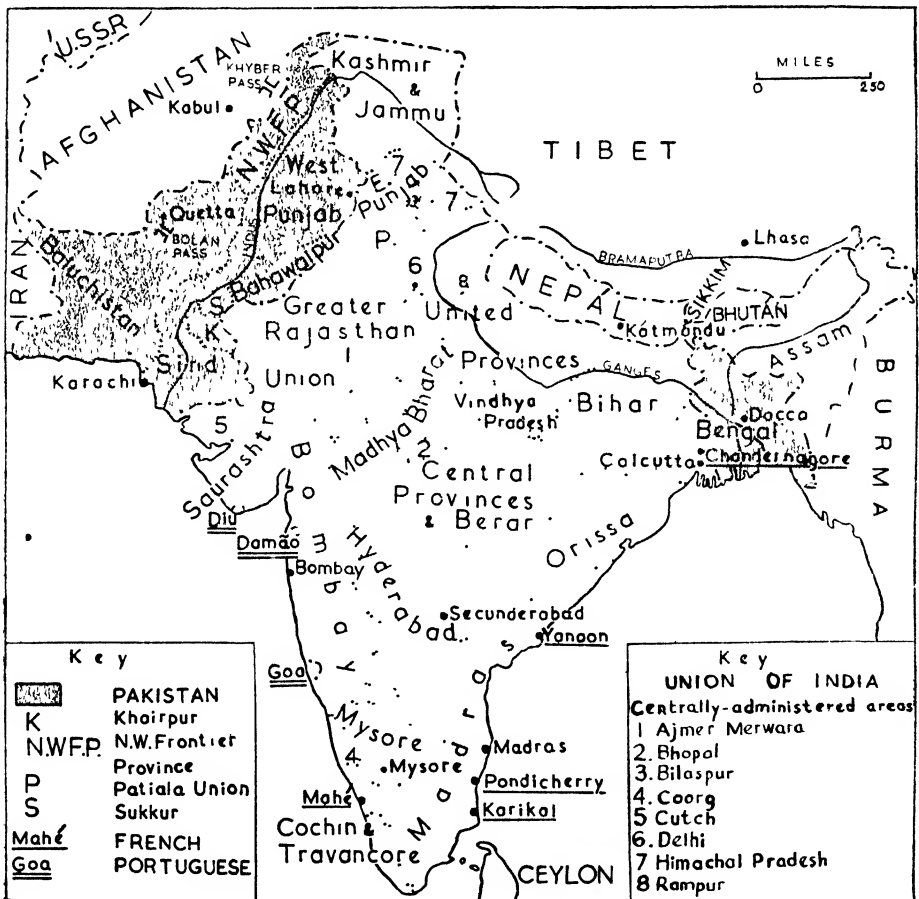 U.S.S.R
AFGHANISTAN
KHYBER
PASS
Kabul
Kashmir
&
Jammu
MILES
0 250
TIBET
N.W.F.P.
West
Lahore
Punjab
E. Punjab
7
7
Quetta
BOLAN
PASS
INDUS
IRAN
Baluchistan
Bahawalpur
S
K
Sind
Karachi
P.
6
8
Greater
Rajasthan
1
Union
United
Provinces
NEPAL
Kótmandu
SIKKIM
BHUTAN
BRAMAPUTRA
Lhasa
Assam
BURMA
GANGES
Bihar
Vindhya
Pradesh
Madhya Bharat
2
Dacca
Bengal
Calcutta
Chandernagore
5
Saurashtra
Diu
Damão
Bombay
Bombay
Central
Provinces
& Berar
Orissa
Hyderabad
Secunderabad
Yanaon
Goa
Mysore
4
Mysore
Madras
Madras
Pondicherry
Karikal
Mahé
Cochin &
Travancore
CEYLON
Key
PAKISTAN
K Khairpur
N.W.F.P. N.W.Frontier
Province
P Patiala Union
S Sukkur
Mahé FRENCH
Goa PORTUGUESE
Key
UNION OF INDIA
Centrally-administered areas
1 Ajmer Merwara
2. Bhopal
3. Bilaspur
4. Coorg
5 Cutch
6. Delhi
7 Himachal Pradesh
8 Rampur